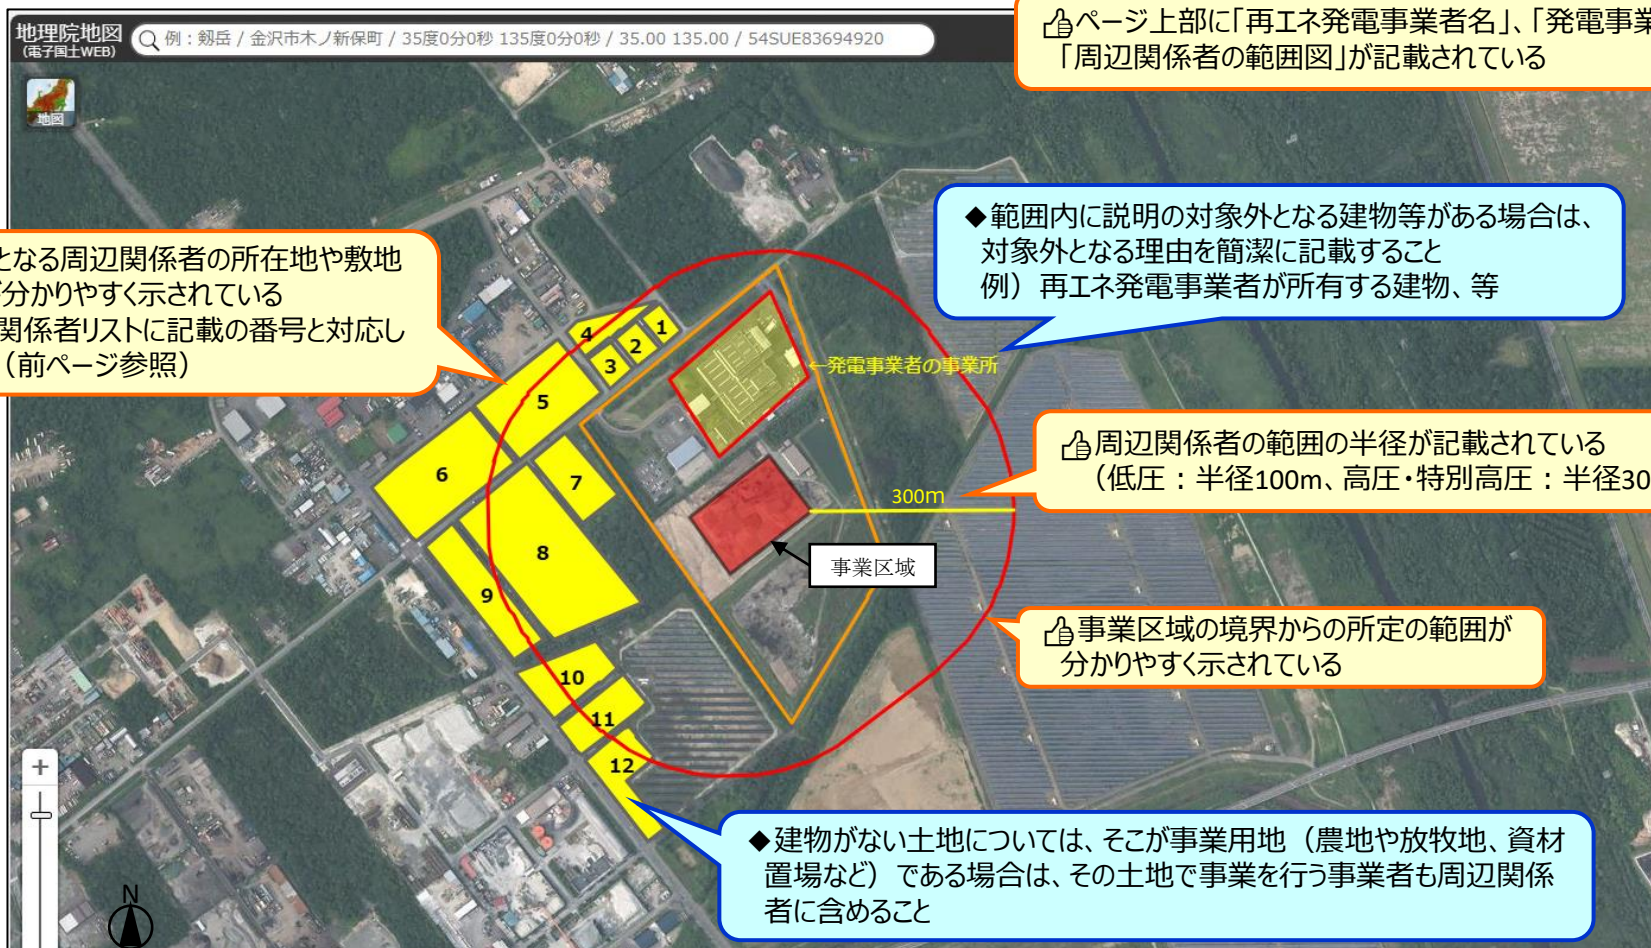 地理院地図
(電子国土WEB)
例：剱岳 / 金沢市木ノ新保町 / 35度0分0秒 135度0分0秒 / 35.00 135.00 / 54SUE83694920
地図
ページ上部に「再エネ発電事業者名」、「発電事業
「周辺関係者の範囲図」が記載されている
◆範囲内に説明の対象外となる建物等がある場合は、
対象外となる理由を簡潔に記載すること
例）再エネ発電事業者が所有する建物、等
となる周辺関係者の所在地や敷地
が分かりやすく示されている
関係者リストに記載の番号と対応し
（前ページ参照）
4
1
2
3
←発電事業者の事業所
5
6
7
8
9
10
11
12
周辺関係者の範囲の半径が記載されている
（低圧：半径100m、高圧・特別高圧：半径30
300m
事業区域
事業区域の境界からの所定の範囲が
分かりやすく示されている
◆建物がない土地については、そこが事業用地（農地や放牧地、資材
置場など）である場合は、その土地で事業を行う事業者も周辺関係
者に含めること
+
N